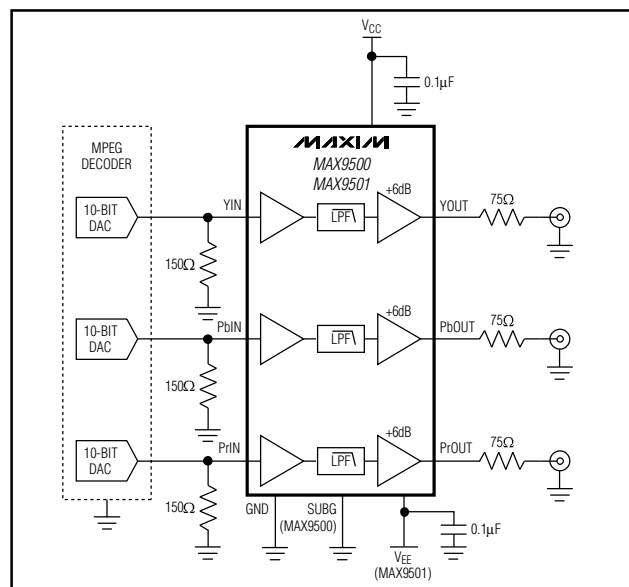 VCC
0.1µF
MPEG
DECODER
MAXIM
MAX9500
MAX9501
10-BIT
DAC
YIN
LPF
+6dB
YOUT
75Ω
150Ω
10-BIT
DAC
PbIN
LPF
+6dB
PbOUT
75Ω
150Ω
10-BIT
DAC
PrIN
LPF
+6dB
PrOUT
75Ω
150Ω
GND
SUBG
(MAX9500)
0.1µF
VEE
(MAX9501)